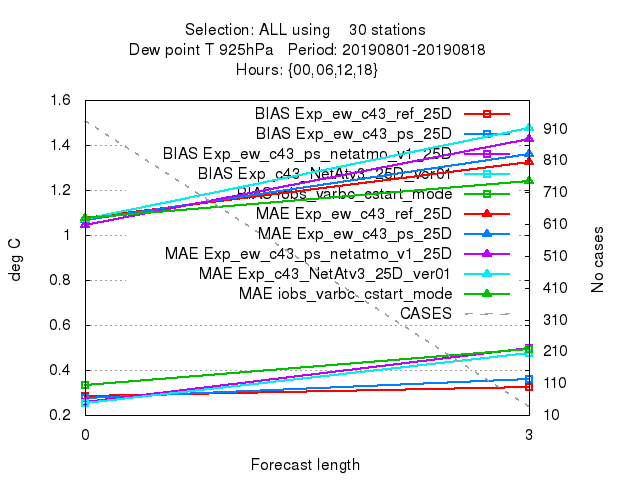 Selection: ALL using 30 stations
Dew point T 925hPa Period: 20190801-20190818
Hours: {00,06,12,18}
1.6
1.4
1.2
1
0.8
0.6
0.4
0.2
deg C
BIAS Exp_ew_c43_ref_25D
BIAS Exp_ew_c43_ps_25D
BIAS Exp_ew_c43_ps_netatmo_v1_25D
BIAS Exp_c43_NetAtv3_25D_ver01
BIAS iobs_varbc_cstart_mode
MAE Exp_ew_c43_ref_25D
MAE Exp_ew_c43_ps_25D
MAE Exp_ew_c43_ps_netatmo_v1_25D
MAE Exp_c43_NetAtv3_25D_ver01
MAE iobs_varbc_cstart_mode
CASES
910
810
710
610
510
410
310
210
110
10
No cases
0
3
Forecast length